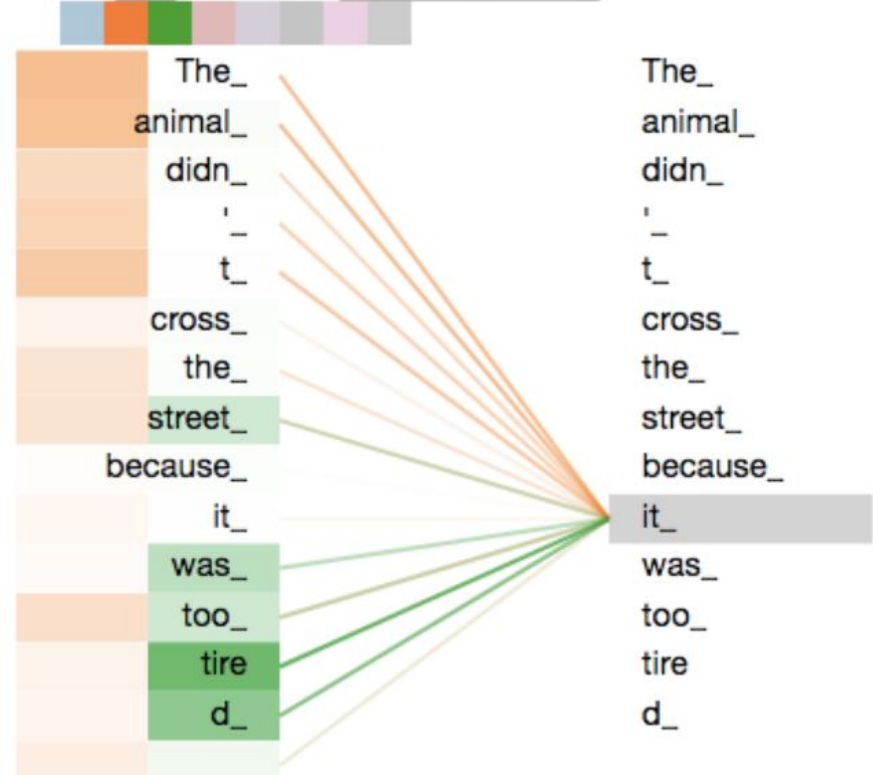 The_ The_
animal_ animal_
didn_ didn_
'_ '_
t_ t_
cross_ cross_
the_ the_
street_ street_
because_ because_
it_ it_
was_ was_
too_ too_
tire tire
d_ d_